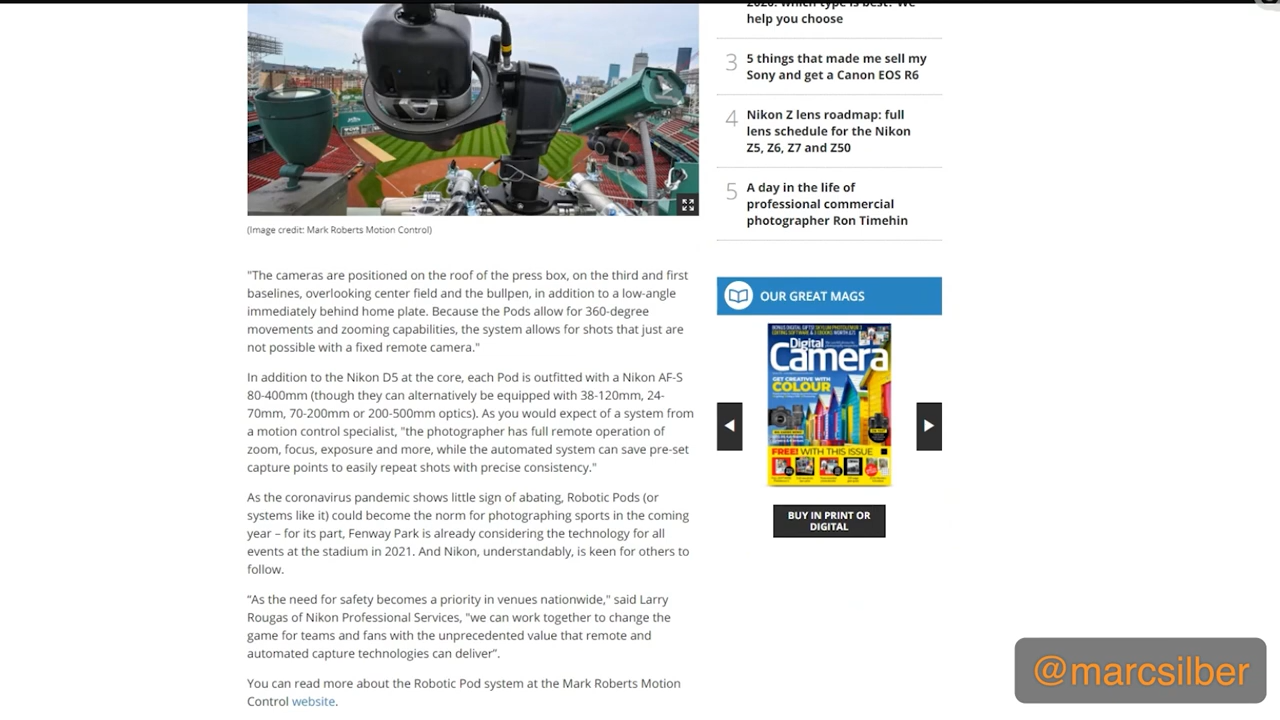 help you choose
3
5 things that made me sell my
Sony and get a Canon EOS R6
4
Nikon Z lens roadmap: full
lens schedule for the Nikon
Z5, Z6, Z7 and Z50
5
A day in the life of
professional commercial
photographer Ron Timehin
(Image credit: Mark Roberts Motion Control)
"The cameras are positioned on the roof of the press box, on the third and first
baselines, overlooking center field and the bullpen, in addition to a low-angle
immediately behind home plate. Because the Pods allow for 360-degree
movements and zooming capabilities, the system allows for shots that just are
not possible with a fixed remote camera."
In addition to the Nikon D5 at the core, each Pod is outfitted with a Nikon AF-S
80-400mm (though they can alternatively be equipped with 38-120mm, 24-
70mm, 70-200mm or 200-500mm optics). As you would expect of a system from
a motion control specialist, "the photographer has full remote operation of
zoom, focus, exposure and more, while the automated system can save pre-set
capture points to easily repeat shots with precise consistency."
As the coronavirus pandemic shows little sign of abating, Robotic Pods (or
systems like it) could become the norm for photographing sports in the coming
year – for its part, Fenway Park is already considering the technology for all
events at the stadium in 2021. And Nikon, understandably, is keen for others to
follow.
“As the need for safety becomes a priority in venues nationwide," said Larry
Rougas of Nikon Professional Services, "we can work together to change the
game for teams and fans with the unprecedented value that remote and
automated capture technologies can deliver”.
You can read more about the Robotic Pod system at the Mark Roberts Motion
Control website.
OUR GREAT MAGS
Digital
Camera
GET CREATIVE WITH
COLOUR
FREE! WITH THIS ISSUE
BUY IN PRINT OR
DIGITAL
@marcsilber